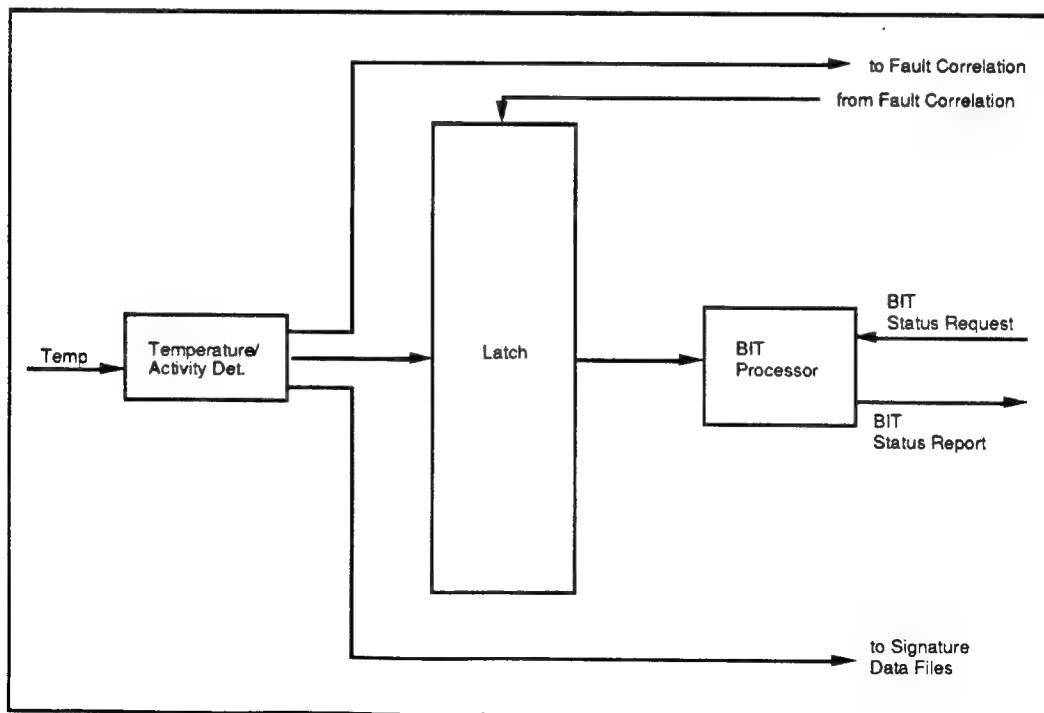 to Fault Correlation
from Fault Correlation
Temp
Temperature/
Activity Det.
Latch
BIT
Processor
BIT
Status Request
BIT
Status Report
to Signature
Data Files